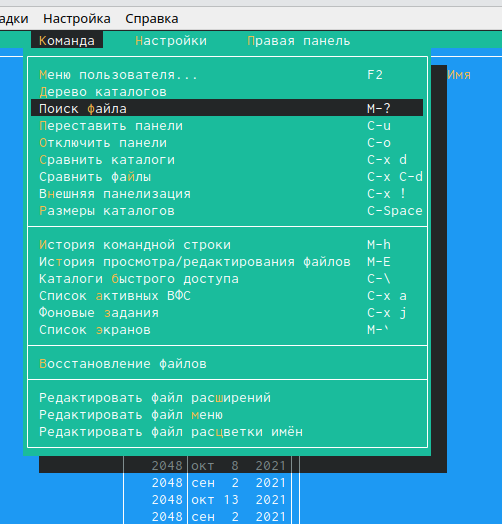 адки Настройка Справка
Команда Настройки Правая панель
Меню пользователя... F2
Имя
Дерево каталогов
Поиск файла M-?
Переставить панели C-u
Отключить панели C-o
Сравнить каталоги C-x d
Сравнить файлы C-x C-d
Внешняя панелизация C-x !
Размеры каталогов C-Space
История командной строки M-h
История просмотра/редактирования файлов M-E
Каталоги быстрого доступа C-\
Список активных ВФС C-x a
Фоновые задания C-x j
Список экранов M-`
Восстановление файлов
Редактировать файл расширений
Редактировать файл меню
Редактировать файл расцветки имён
2048 окт 8 2021
2048 сен 2 2021
2048 окт 13 2021
2048 сен 2 2021